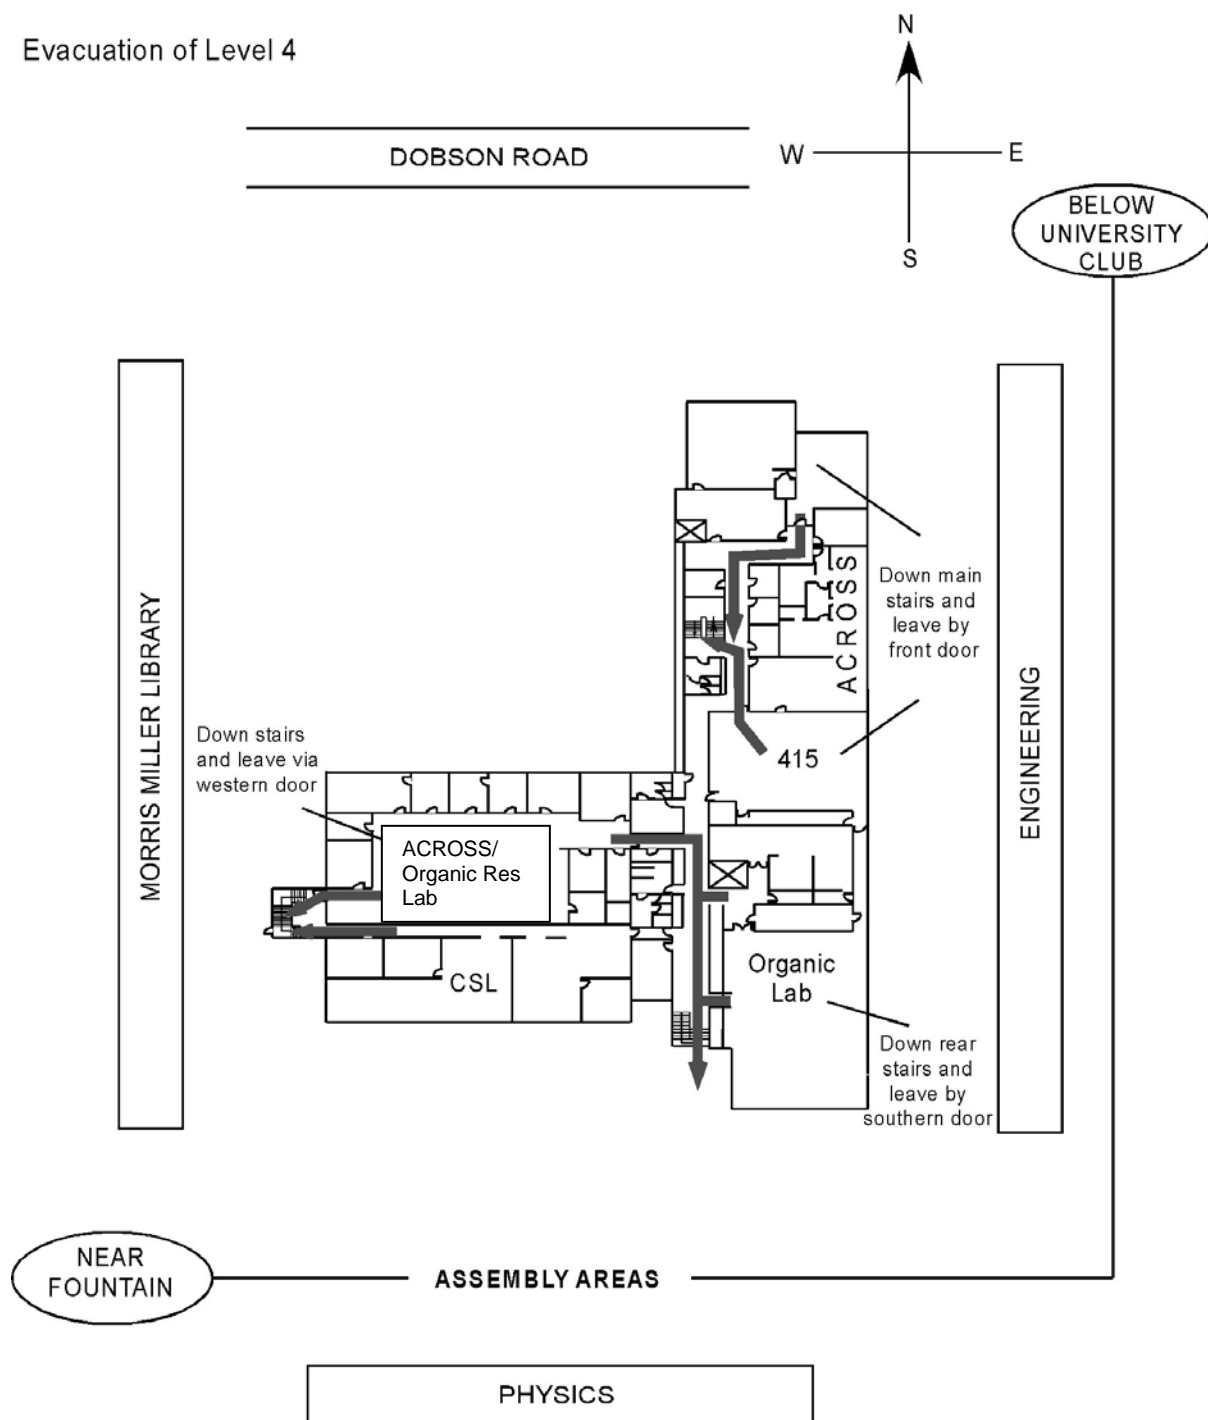 Evacuation of Level 4
N
DOBSON ROAD
W
E
S
BELOW
UNIVERSITY
CLUB
MORRIS MILLER LIBRARY
ACROSS
Down main
stairs and
leave by
front door
ENGINEERING
415
Down stairs
and leave via
western door
ACROSS/
Organic Res
Lab
CSL
Organic
Lab
Down rear
stairs and
leave by
southern door
NEAR
FOUNTAIN
ASSEMBLY AREAS
PHYSICS